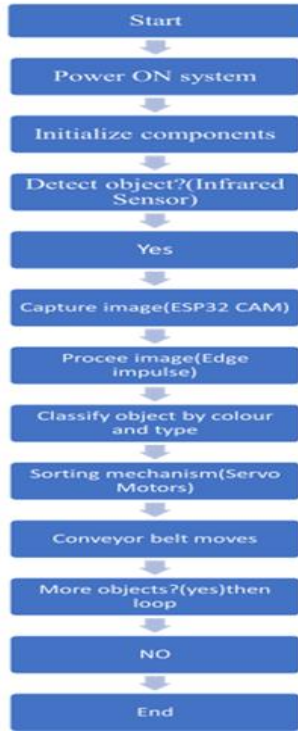 Start
Power ON system
Initialize components
Detect object?(Infrared
Sensor)
Yes
Capture image(ESP32 CAM)
Procee image(Edge
impulse)
Classify object by colour
and type
Sorting mechanism(Servo
Motors)
Conveyor belt moves
More objects?(yes)then
loop
NO
End